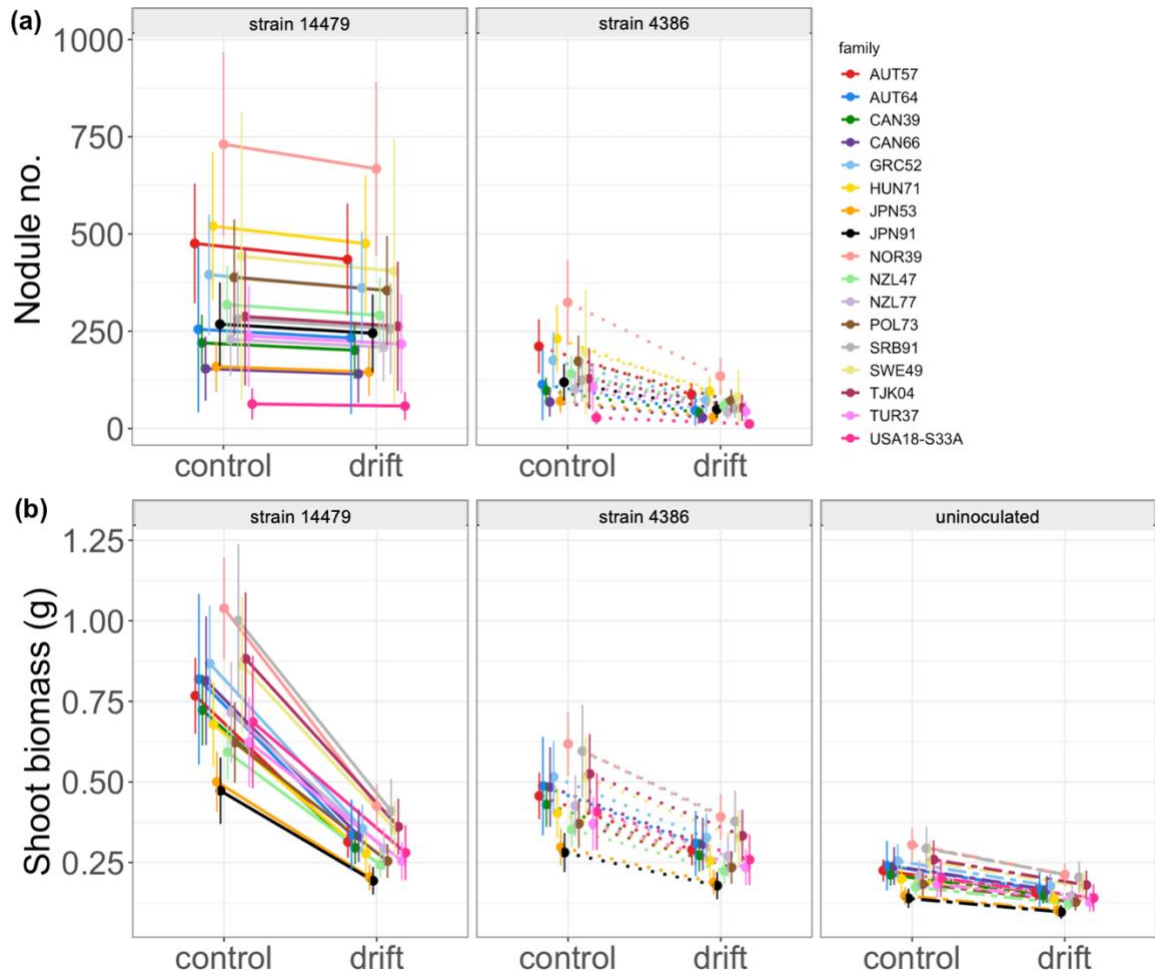 (a)
strain 14479
strain 4386
Nodule no.
1000
750
500
250
0
control
drift
control
drift
family
AUT57
AUT64
CAN39
CAN66
GRC52
HUN71
JPN53
JPN91
NOR39
NZL47
NZL77
POL73
SRB91
SWE49
TJK04
TUR37
USA18-S33A
(b)
strain 14479
strain 4386
uninoculated
Shoot biomass (g)
1.25
1.00
0.75
0.50
0.25
control
drift
control
drift
control
drift